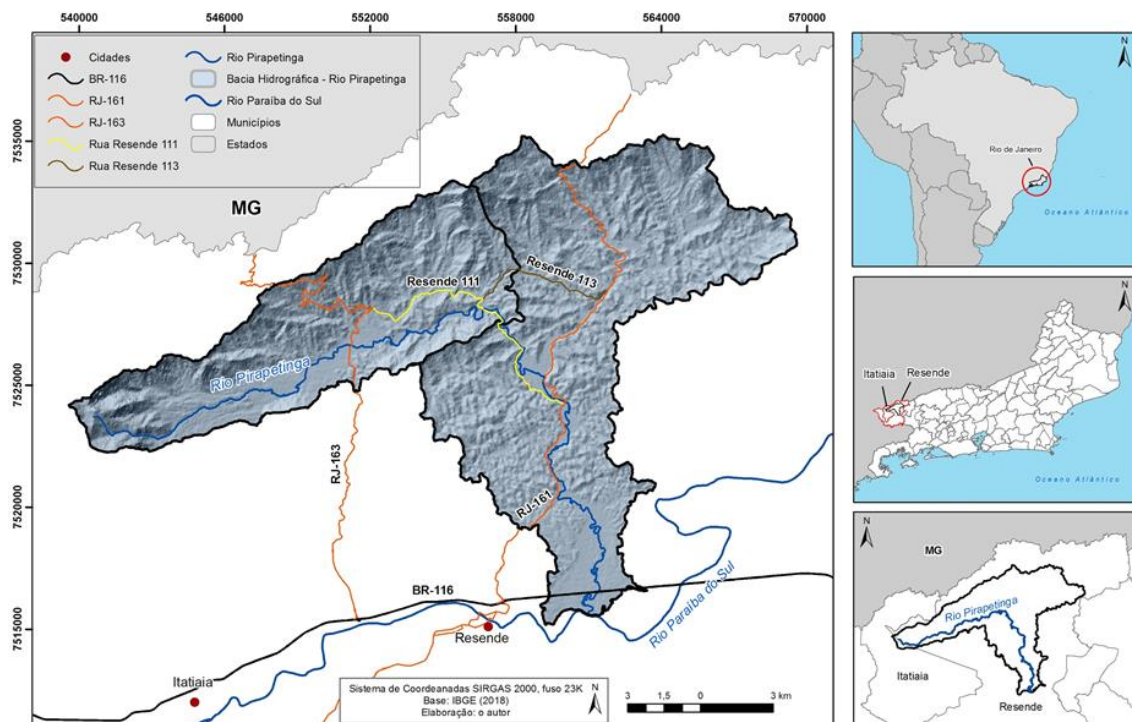 540000 546000 552000 558000 564000 570000
7535000
7530000
7525000
7520000
7515000
Cidades
BR-116
RJ-161
RJ-163
Rua Resende 111
Rua Resende 113
Rio Pirapetinga
Bacia Hidrográfica - Rio Pirapetinga
Rio Paraíba do Sul
Municípios
Estados
MG
Resende 111
Resende 113
Rio Pirapetinga
RJ-163
RJ-161
BR-116
Rio Paraíba do Sul
Resende
Itatiaia
Sistema de Coordeanadas SIRGAS 2000, fuso 23K
Base: IBGE (2018)
Elaboração: o autor
N
3 1,5 0 3 km
N
Rio de Janeiro
Oceano Atlântico
N
Itatiaia
Resende
Oceano Atlântico
N
MG
Rio Pirapetinga
Itatiaia
Resende